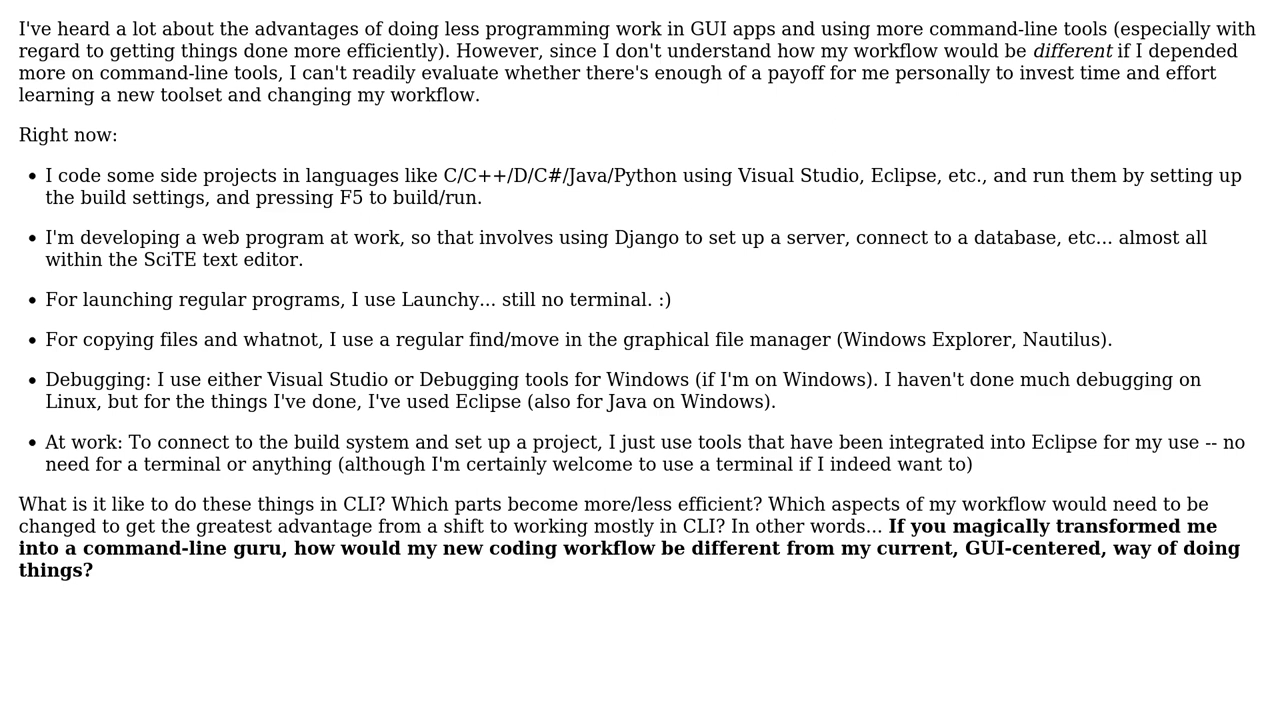 I've heard a lot about the advantages of doing less programming work in GUI apps and using more command-line tools (especially with
regard to getting things done more efficiently). However, since I don't understand how my workflow would be different if I depended
more on command-line tools, I can't readily evaluate whether there's enough of a payoff for me personally to invest time and effort
learning a new toolset and changing my workflow.
Right now:
• I code some side projects in languages like C/C++/D/C#/Java/Python using Visual Studio, Eclipse, etc., and run them by setting up
the build settings, and pressing F5 to build/run.
• I'm developing a web program at work, so that involves using Django to set up a server, connect to a database, etc... almost all
within the SciTE text editor.
• For launching regular programs, I use Launchy... still no terminal. :)
• For copying files and whatnot, I use a regular find/move in the graphical file manager (Windows Explorer, Nautilus).
• Debugging: I use either Visual Studio or Debugging tools for Windows (if I'm on Windows). I haven't done much debugging on
Linux, but for the things I've done, I've used Eclipse (also for Java on Windows).
• At work: To connect to the build system and set up a project, I just use tools that have been integrated into Eclipse for my use -- no
need for a terminal or anything (although I'm certainly welcome to use a terminal if I indeed want to)
What is it like to do these things in CLI? Which parts become more/less efficient? Which aspects of my workflow would need to be
changed to get the greatest advantage from a shift to working mostly in CLI? In other words... If you magically transformed me
into a command-line guru, how would my new coding workflow be different from my current, GUI-centered, way of doing
things?